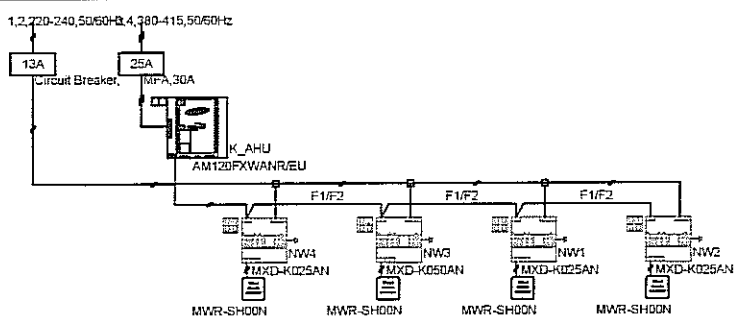 1,2,220-240,50/60Hz
3,4,380-415,50/60Hz
13A
25A
Circuit Breaker,
MFA,30A
K_AHU
AM120FXWANR/EU
F1/F2
F1/F2
F1/F2
NW4
NW3
NW1
NW2
MXD-K025AN
MXD-K050AN
MXD-K025AN
MXD-K025AN
MWR-SH00N
MWR-SH00N
MWR-SH00N
MWR-SH00N